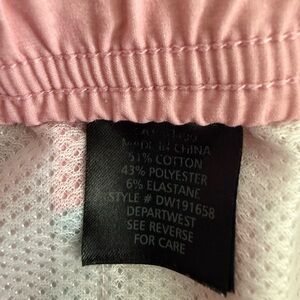 MADE IN CHINA
51% COTTON
43% POLYESTER
6% ELASTANE
STYLE # DW191658
DEPARTWEST
SEE REVERSE
FOR CARE